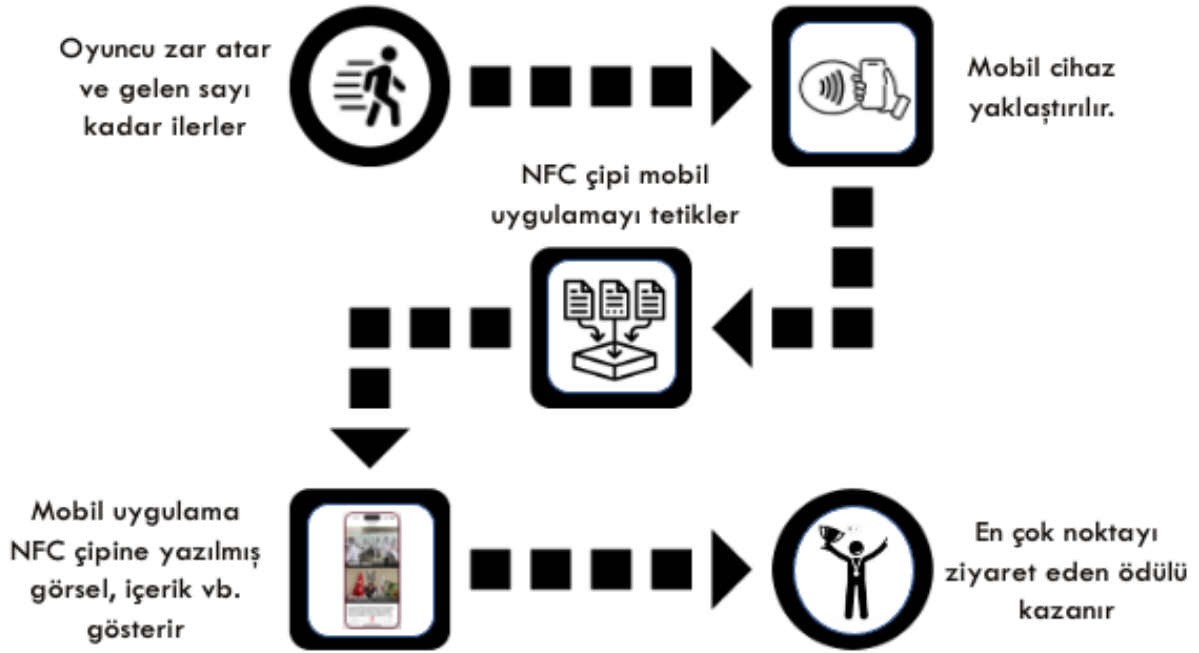 Oyuncu zar atar
ve gelen sayı
kadar ilerler
Mobil cihaz
yaklaştırılır.
NFC çipi mobil
uygulamayı tetikler
Mobil uygulama
NFC çipine yazılmış
görsel, içerik vb.
gösterir
En çok noktayı
ziyaret eden ödülü
kazanır